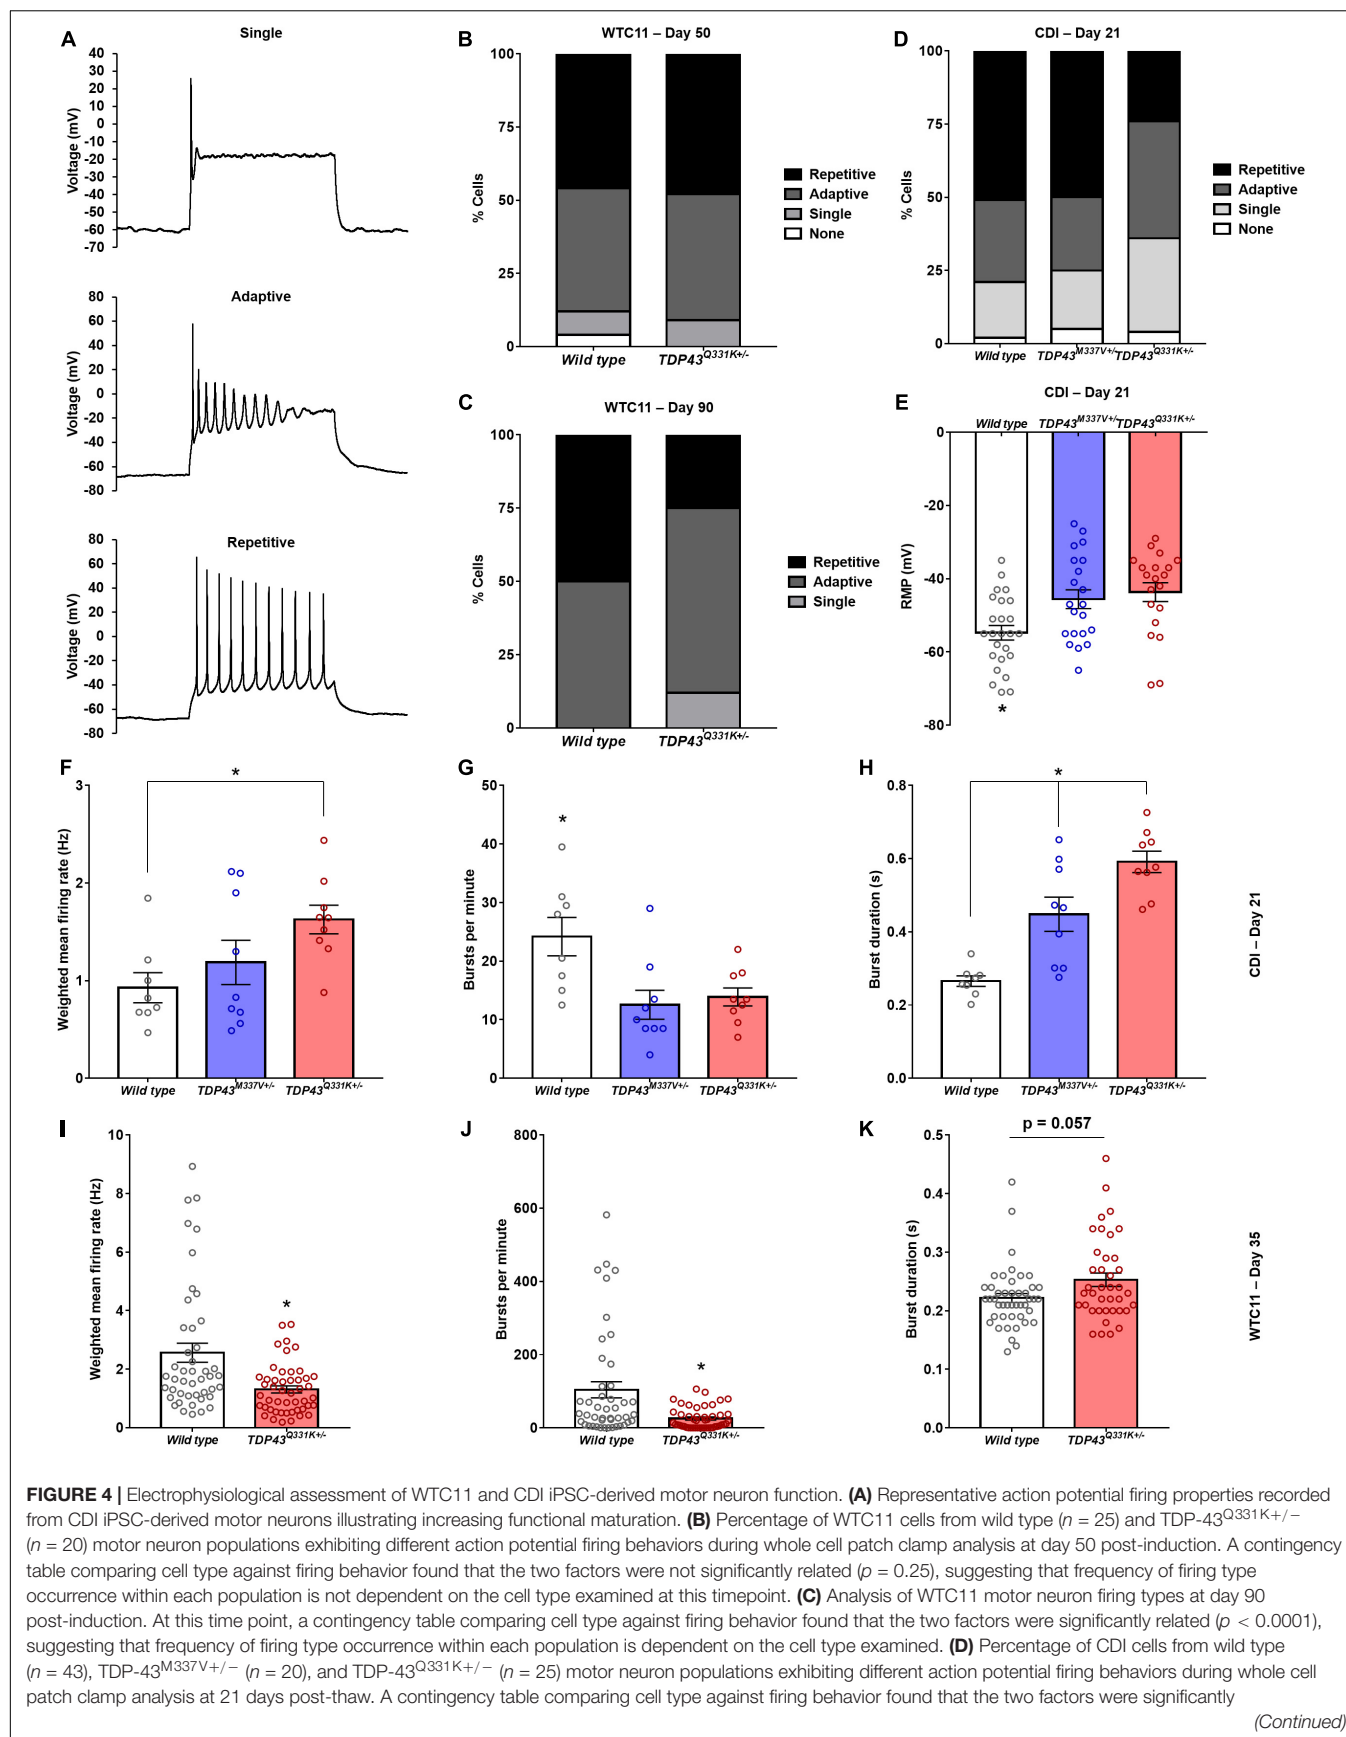 A
Single
Voltage (mV)
40
30
20
10
0
-10
-20
-30
-40
-50
-60
-70
Adaptive
Voltage (mV)
80
60
40
20
0
-20
-40
-60
-80
Repetitive
Voltage (mV)
80
60
40
20
0
-20
-40
-60
-80
B
WTC11 – Day 50
% Cells
100
75
50
25
0
Wild type TDP43Q331K+/-
Repetitive
Adaptive
Single
None
C
WTC11 – Day 90
% Cells
100
75
50
25
0
Wild type TDP43Q331K+/-
Repetitive
Adaptive
Single
D
CDI – Day 21
% Cells
100
75
50
25
0
Wild type TDP43M337V+/- TDP43Q331K+/-
Repetitive
Adaptive
Single
None
E
CDI – Day 21
Wild type TDP43M337V+/- TDP43Q331K+/-
RMP (mV)
0
-20
-40
-60
-80
*
F
Weighted mean firing rate (Hz)
3
2
1
0
*
Wild type TDP43M337V+/- TDP43Q331K+/-
G
Bursts per minute
50
40
30
20
10
0
*
Wild type TDP43M337V+/- TDP43Q331K+/-
H
Burst duration (s)
0.8
0.6
0.4
0.2
0.0
*
Wild type TDP43M337V+/- TDP43Q331K+/-
CDI – Day 21
I
Weighted mean firing rate (Hz)
10
8
6
4
2
0
*
Wild type TDP43Q331K+/-
J
Bursts per minute
800
600
400
200
0
*
Wild type TDP43Q331K+/-
K
p = 0.057
Burst duration (s)
0.5
0.4
0.3
0.2
0.1
0.0
Wild type TDP43Q331K+/-
WTC11 – Day 35
FIGURE 4 | Electrophysiological assessment of WTC11 and CDI iPSC-derived motor neuron function. (A) Representative action potential firing properties recorded
from CDI iPSC-derived motor neurons illustrating increasing functional maturation. (B) Percentage of WTC11 cells from wild type (n = 25) and TDP-43Q331K+/−
(n = 20) motor neuron populations exhibiting different action potential firing behaviors during whole cell patch clamp analysis at day 50 post-induction. A contingency
table comparing cell type against firing behavior found that the two factors were not significantly related (p = 0.25), suggesting that frequency of firing type
occurrence within each population is not dependent on the cell type examined at this timepoint. (C) Analysis of WTC11 motor neuron firing types at day 90
post-induction. At this time point, a contingency table comparing cell type against firing behavior found that the two factors were significantly related (p < 0.0001),
suggesting that frequency of firing type occurrence within each population is dependent on the cell type examined. (D) Percentage of CDI cells from wild type
(n = 43), TDP-43M337V+/− (n = 20), and TDP-43Q331K+/− (n = 25) motor neuron populations exhibiting different action potential firing behaviors during whole cell
patch clamp analysis at 21 days post-thaw. A contingency table comparing cell type against firing behavior found that the two factors were significantly
(Continued)